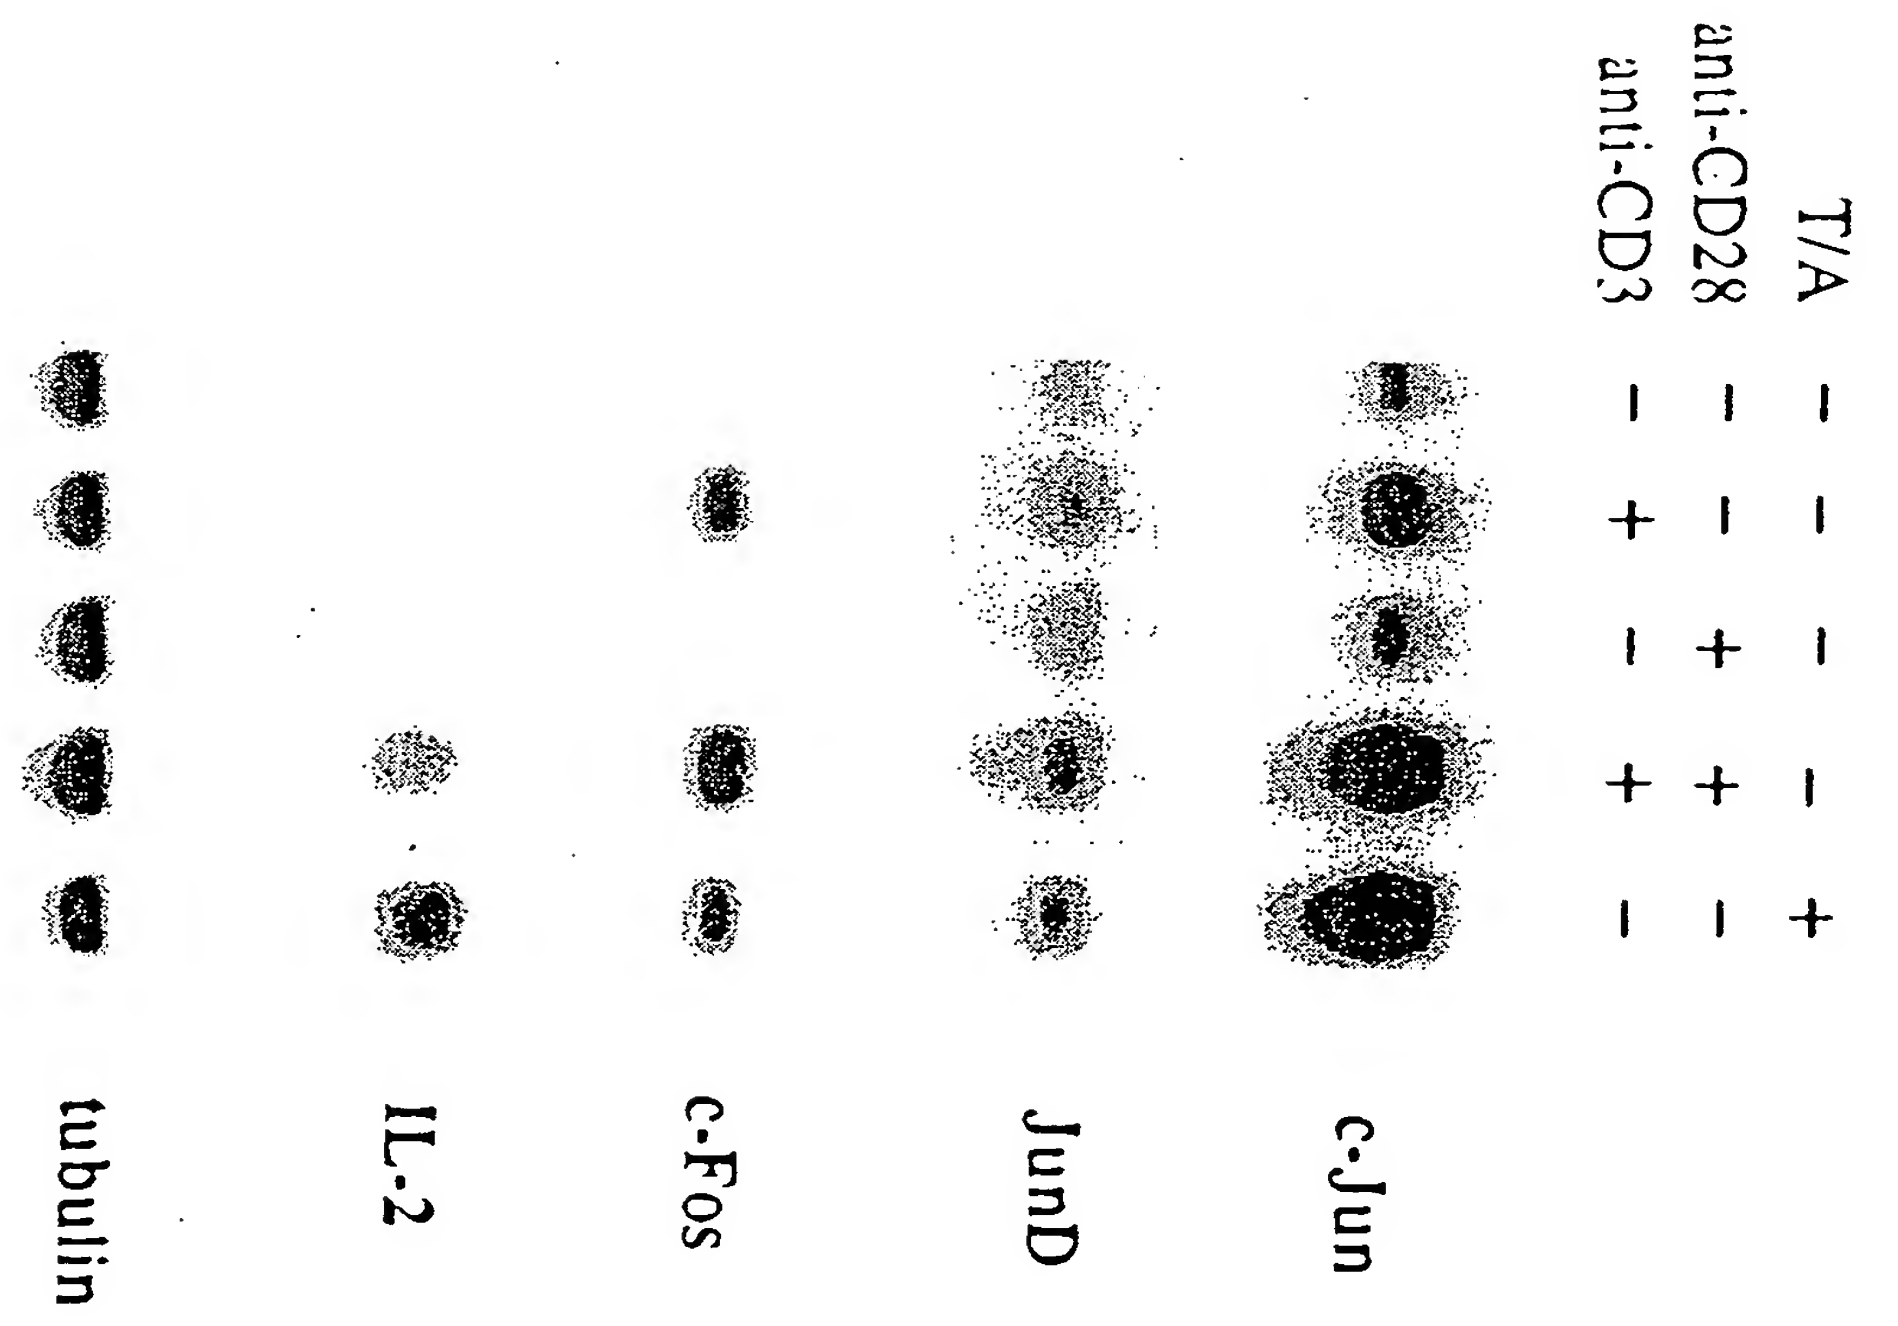 T/A - - - - +
anti-CD28 - - + + -
anti-CD3 - + - + -
c-Jun
JunD
c-Fos
IL-2
tubulin